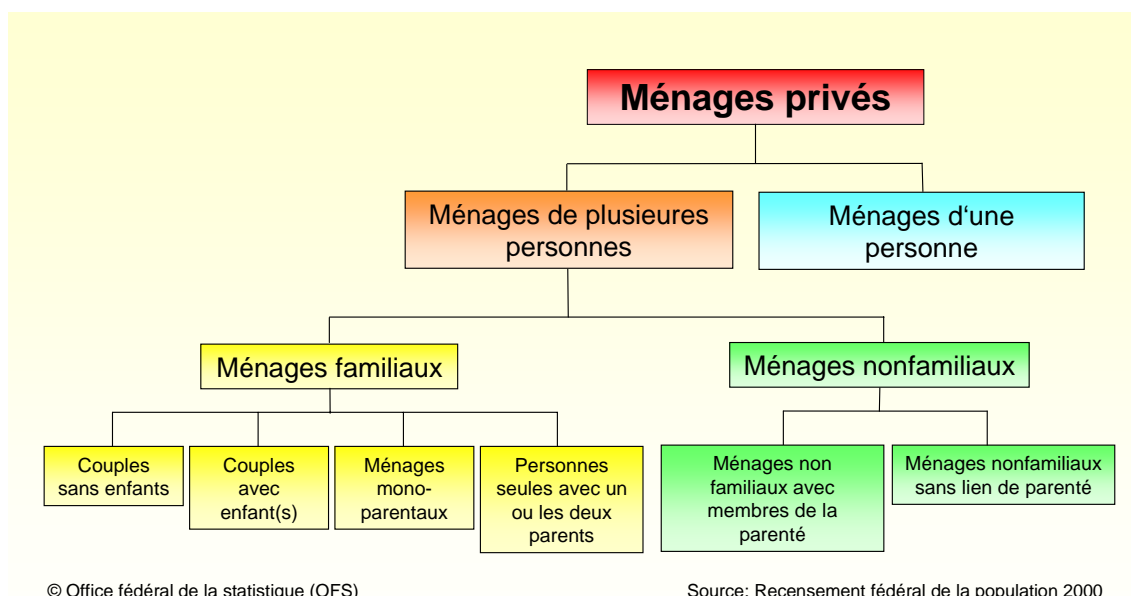 Ménages privés
Ménages de plusieures
personnes
Ménages d‘une
personne
Ménages familiaux
Ménages nonfamiliaux
Couples
sans enfants
Couples
avec
enfant(s)
Ménages
mono-
parentaux
Personnes
seules avec un
ou les deux
parents
Ménages non
familiaux avec
membres de la
parenté
Ménages nonfamiliaux
sans lien de parenté
© Office fédéral de la statistique (OFS)
Source: Recensement fédéral de la population 2000